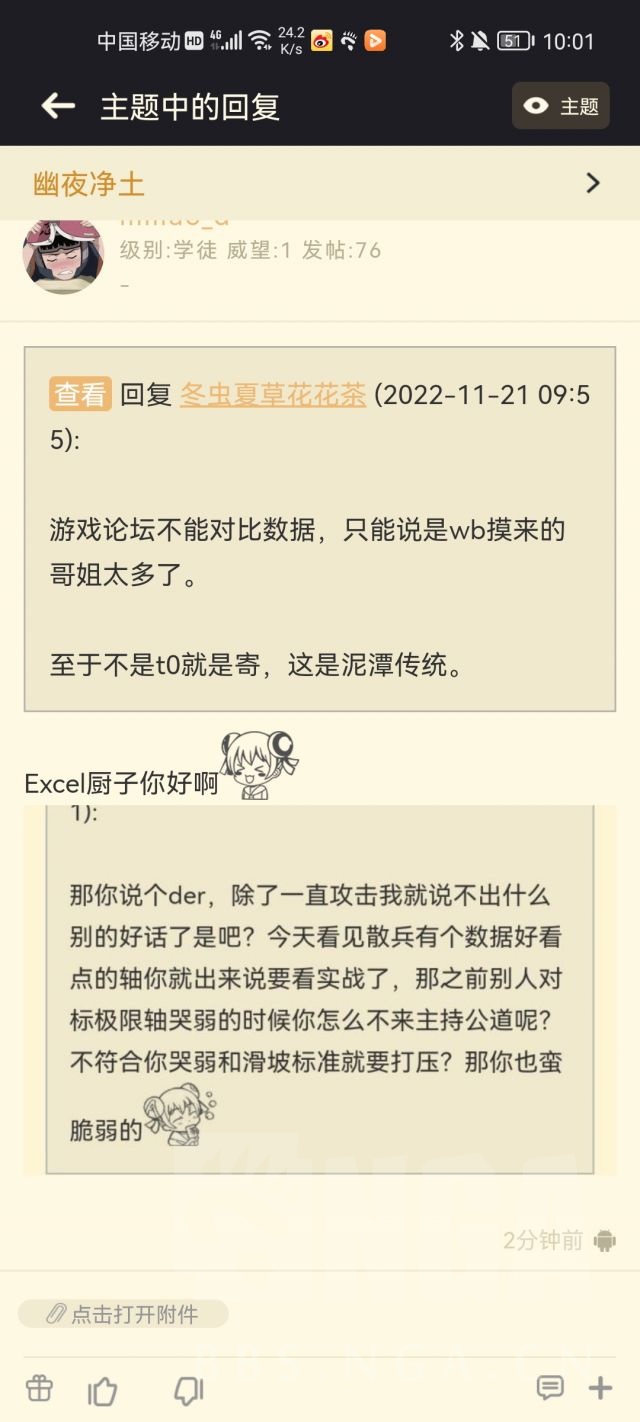 中国移动 HD 4G 24.2 K/s 51 10:01
主题中的回复
主题
幽夜净土
级别:学徒 威望:1 发帖:76
-
查看 回复 冬虫夏草花花茶 (2022-11-21 09:5
5):
游戏论坛不能对比数据，只能说是wb摸来的
哥姐太多了。
至于不是t0就是寄，这是泥潭传统。
Excel厨子你好啊
1):
那你说个der，除了一直攻击我就说不出什么
别的好话了是吧？今天看见散兵有个数据好看
点的轴你就出来说要看实战了，那之前别人对
标极限轴哭弱的时候你怎么不来主持公道呢？
不符合你哭弱和滑坡标准就要打压？那你也蛮
脆弱的
2分钟前
点击打开附件